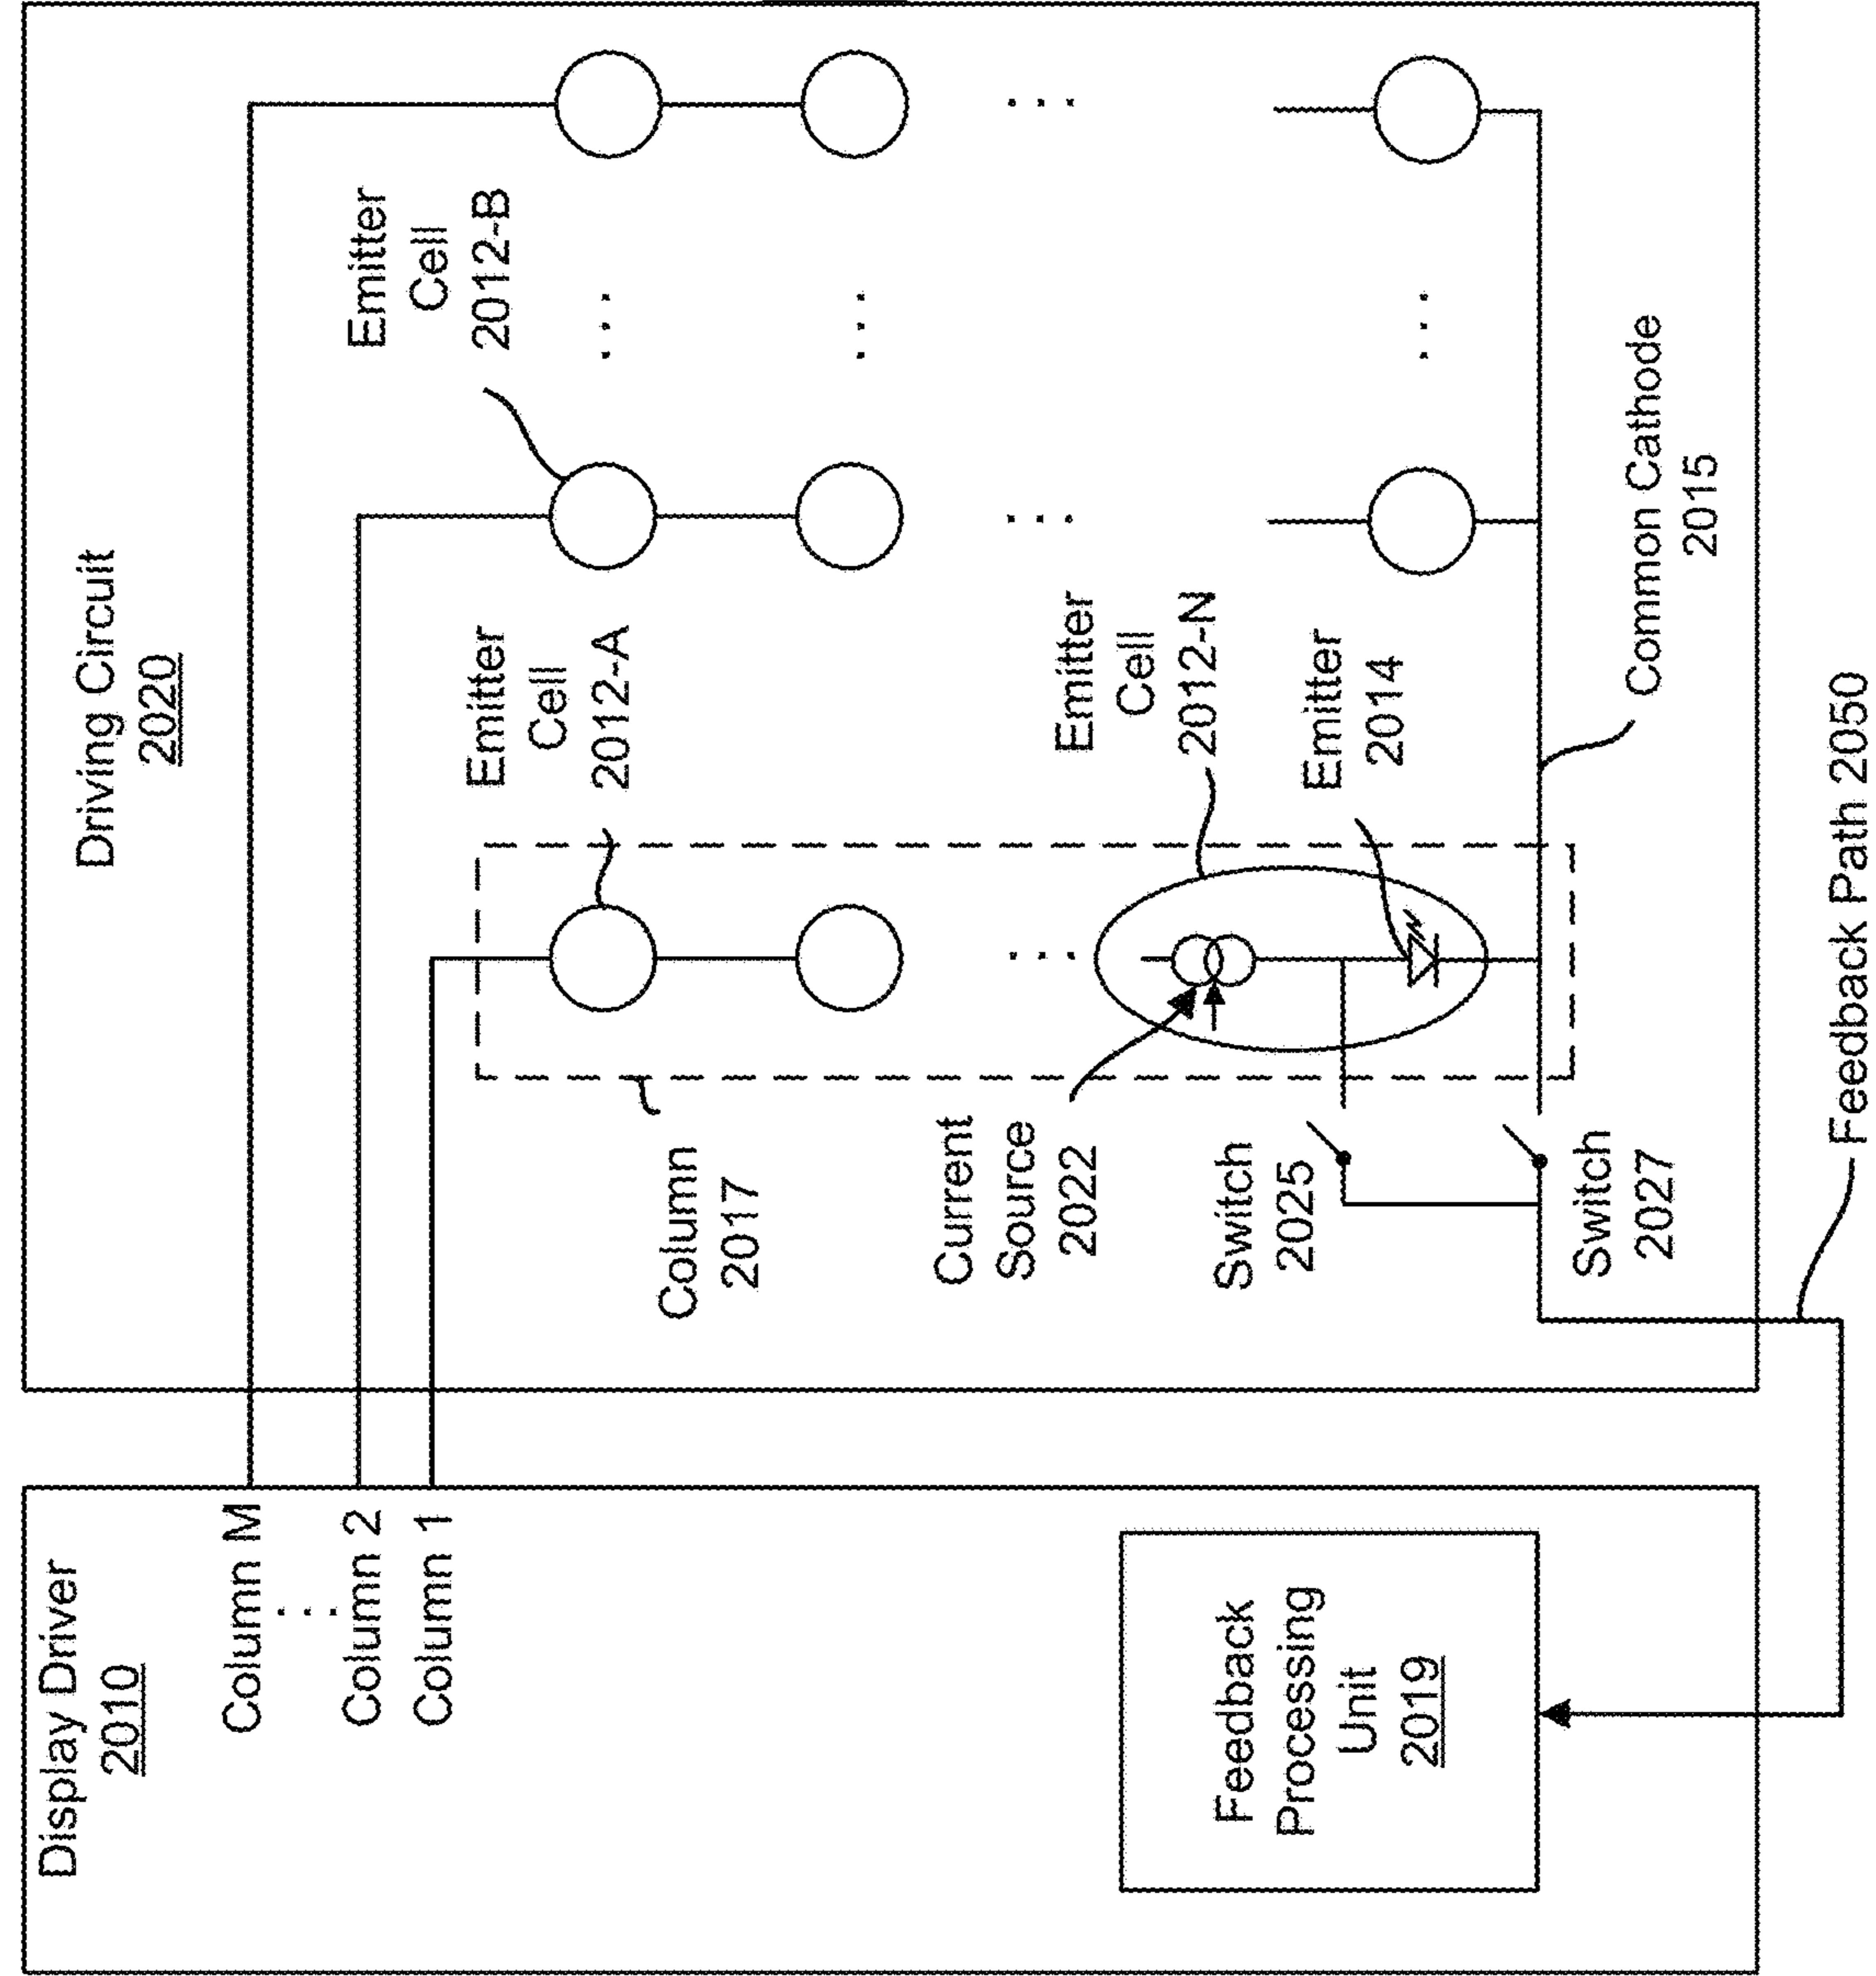 Display Driver
2010
Column M
Column 2
Column 1
Feedback
Processing
Unit
2019
Driving Circuit
2020
Emitter
Cell
2012-A
Emitter
Cell
2012-B
Column
2017
Current
Source
2022
Emitter
Cell
2012-N
Emitter
2014
Switch
2025
Switch
2027
Common Cathode
2015
Feedback Path 2050